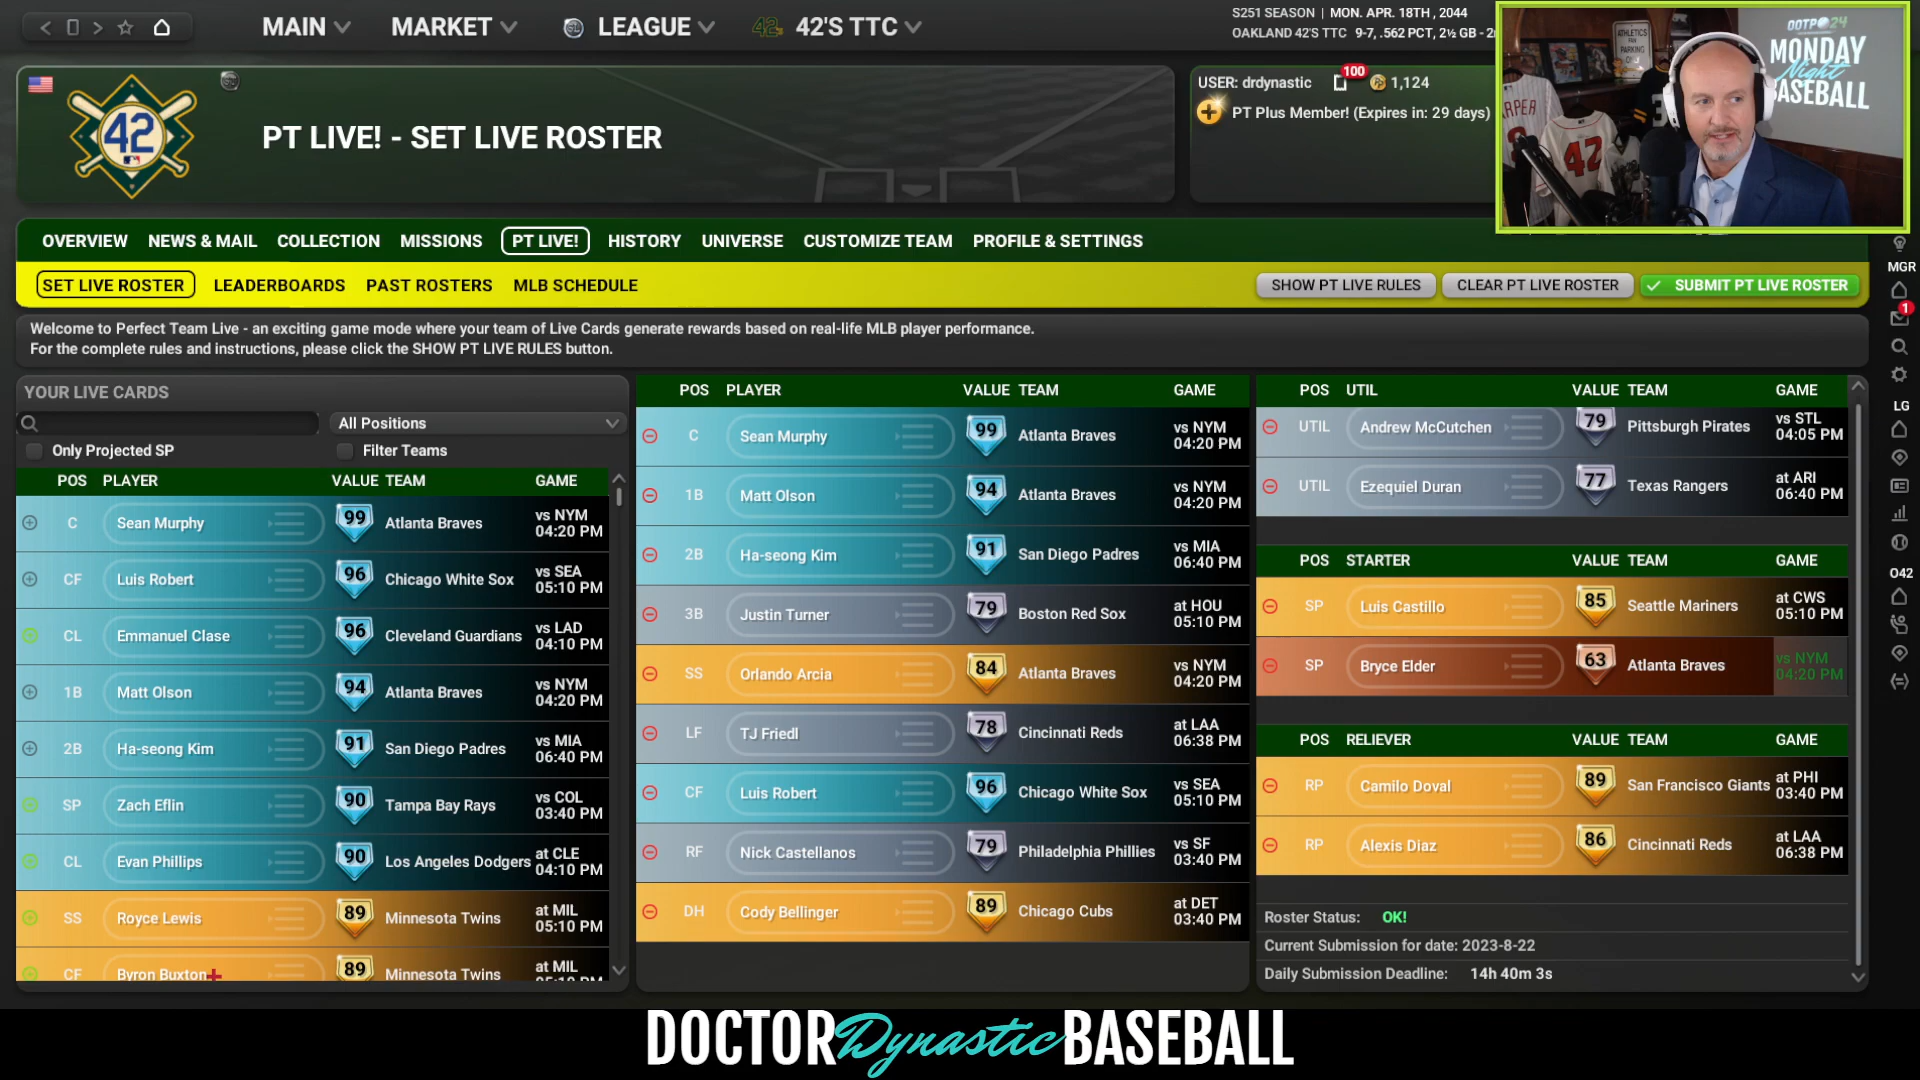 MAIN
MARKET
LEAGUE
42'S TTC
S251 SEASON | MON. APR. 18TH , 2044
OAKLAND 42'S TTC 9-7, .562 PCT, 2½ GB - 2
42
PT LIVE! - SET LIVE ROSTER
USER: drdynastic 100 1,124
PT Plus Member! (Expires in: 29 days)
ATHLETICS
FAN
PARKING
42
OOTP 24
MONDAY
Night
BASEBALL
OVERVIEW NEWS & MAIL COLLECTION MISSIONS PT LIVE! HISTORY UNIVERSE CUSTOMIZE TEAM PROFILE & SETTINGS
SET LIVE ROSTER LEADERBOARDS PAST ROSTERS MLB SCHEDULE
SHOW PT LIVE RULES CLEAR PT LIVE ROSTER SUBMIT PT LIVE ROSTER
Welcome to Perfect Team Live - an exciting game mode where your team of Live Cards generate rewards based on real-life MLB player performance.
For the complete rules and instructions, please click the SHOW PT LIVE RULES button.
YOUR LIVE CARDS
All Positions
Only Projected SP Filter Teams
POS PLAYER VALUE TEAM GAME
C Sean Murphy 99 Atlanta Braves vs NYM 04:20 PM
CF Luis Robert 96 Chicago White Sox vs SEA 05:10 PM
CL Emmanuel Clase 96 Cleveland Guardians vs LAD 04:10 PM
1B Matt Olson 94 Atlanta Braves vs NYM 04:20 PM
2B Ha-seong Kim 91 San Diego Padres vs MIA 06:40 PM
SP Zach Eflin 90 Tampa Bay Rays vs COL 03:40 PM
CL Evan Phillips 90 Los Angeles Dodgers at CLE 04:10 PM
SS Royce Lewis 89 Minnesota Twins at MIL 05:10 PM
CF Byron Buxton 89 Minnesota Twins at MIL 05:10 PM
POS PLAYER VALUE TEAM GAME
C Sean Murphy 99 Atlanta Braves vs NYM 04:20 PM
1B Matt Olson 94 Atlanta Braves vs NYM 04:20 PM
2B Ha-seong Kim 91 San Diego Padres vs MIA 06:40 PM
3B Justin Turner 79 Boston Red Sox at HOU 05:10 PM
SS Orlando Arcia 84 Atlanta Braves vs NYM 04:20 PM
LF TJ Friedl 78 Cincinnati Reds at LAA 06:38 PM
CF Luis Robert 96 Chicago White Sox vs SEA 05:10 PM
RF Nick Castellanos 79 Philadelphia Phillies vs SF 03:40 PM
DH Cody Bellinger 89 Chicago Cubs at DET 03:40 PM
POS UTIL VALUE TEAM GAME
UTIL Andrew McCutchen 79 Pittsburgh Pirates vs STL 04:05 PM
UTIL Ezequiel Duran 77 Texas Rangers at ARI 06:40 PM
POS STARTER VALUE TEAM GAME
SP Luis Castillo 85 Seattle Mariners at CWS 05:10 PM
SP Bryce Elder 63 Atlanta Braves vs NYM 04:20 PM
POS RELIEVER VALUE TEAM GAME
RP Camilo Doval 89 San Francisco Giants at PHI 03:40 PM
RP Alexis Diaz 86 Cincinnati Reds at LAA 06:38 PM
Roster Status: OK!
Current Submission for date: 2023-8-22
Daily Submission Deadline: 14h 40m 3s
MGR
1
LG
O42
DOCTOR Dynastic BASEBALL